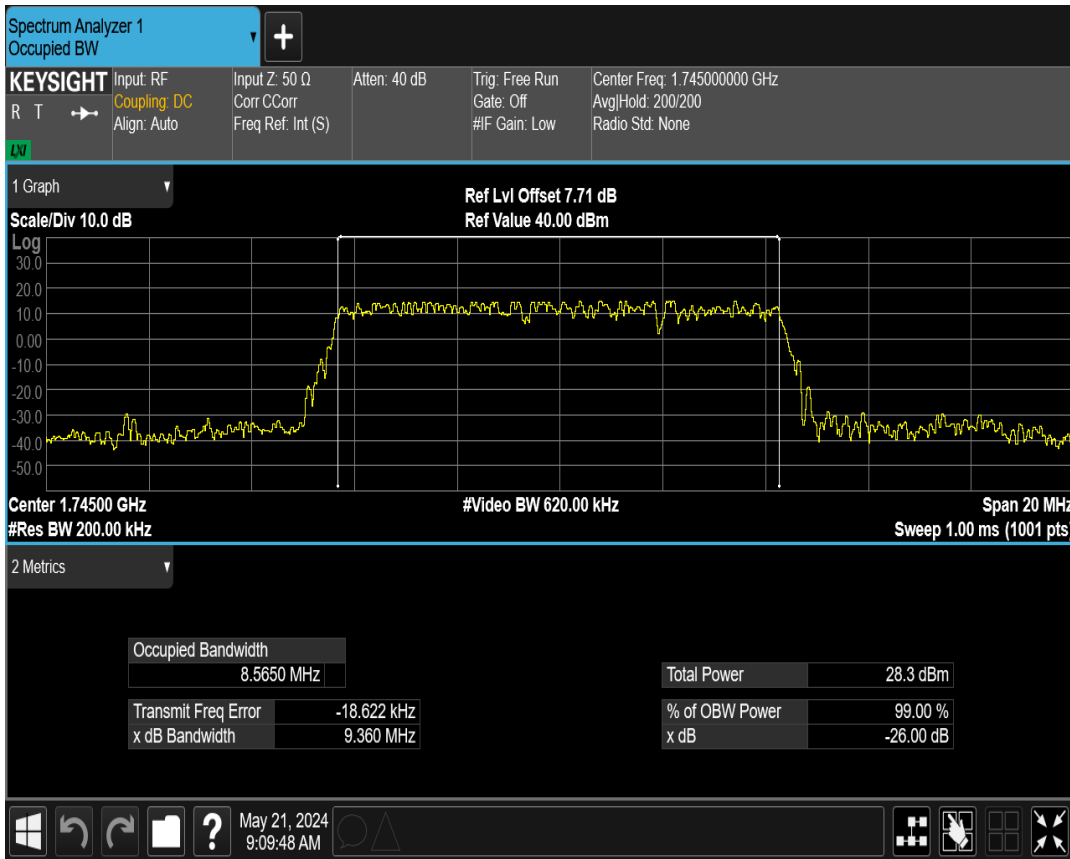 Spectrum Analyzer 1
Occupied BW
KEYSIGHT
R T
LXI
Input: RF
Coupling: DC
Align: Auto
Input Z: 50 Ω
Corr CCorr
Freq Ref: Int (S)
Atten: 40 dB
Trig: Free Run
Gate: Off
#IF Gain: Low
Center Freq: 1.745000000 GHz
Avg|Hold: 200/200
Radio Std: None
1 Graph
Scale/Div 10.0 dB
Ref Lvl Offset 7.71 dB
Ref Value 40.00 dBm
Log
30.0
20.0
10.0
0.00
-10.0
-20.0
-30.0
-40.0
-50.0
Center 1.74500 GHz
#Res BW 200.00 kHz
#Video BW 620.00 kHz
Span 20 MHz
Sweep 1.00 ms (1001 pts)
2 Metrics
Occupied Bandwidth
8.5650 MHz
Transmit Freq Error -18.622 kHz
x dB Bandwidth 9.360 MHz
Total Power 28.3 dBm
% of OBW Power 99.00 %
x dB -26.00 dB
May 21, 2024
9:09:48 AM